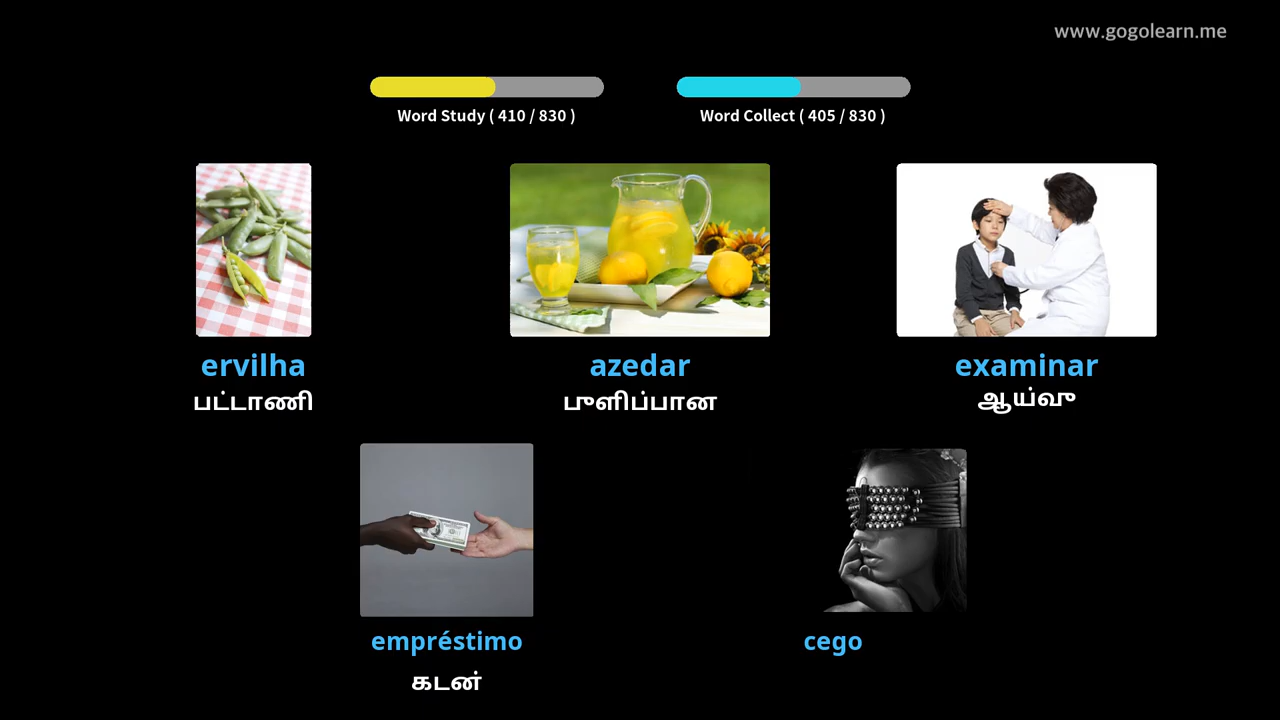 www.gogolearn.me
Word Study ( 410 / 830 )
Word Collect ( 405 / 830 )
ervilha
பட்டாணி
azedar
புளிப்பான
examinar
ஆய்வு
empréstimo
கடன்
cego